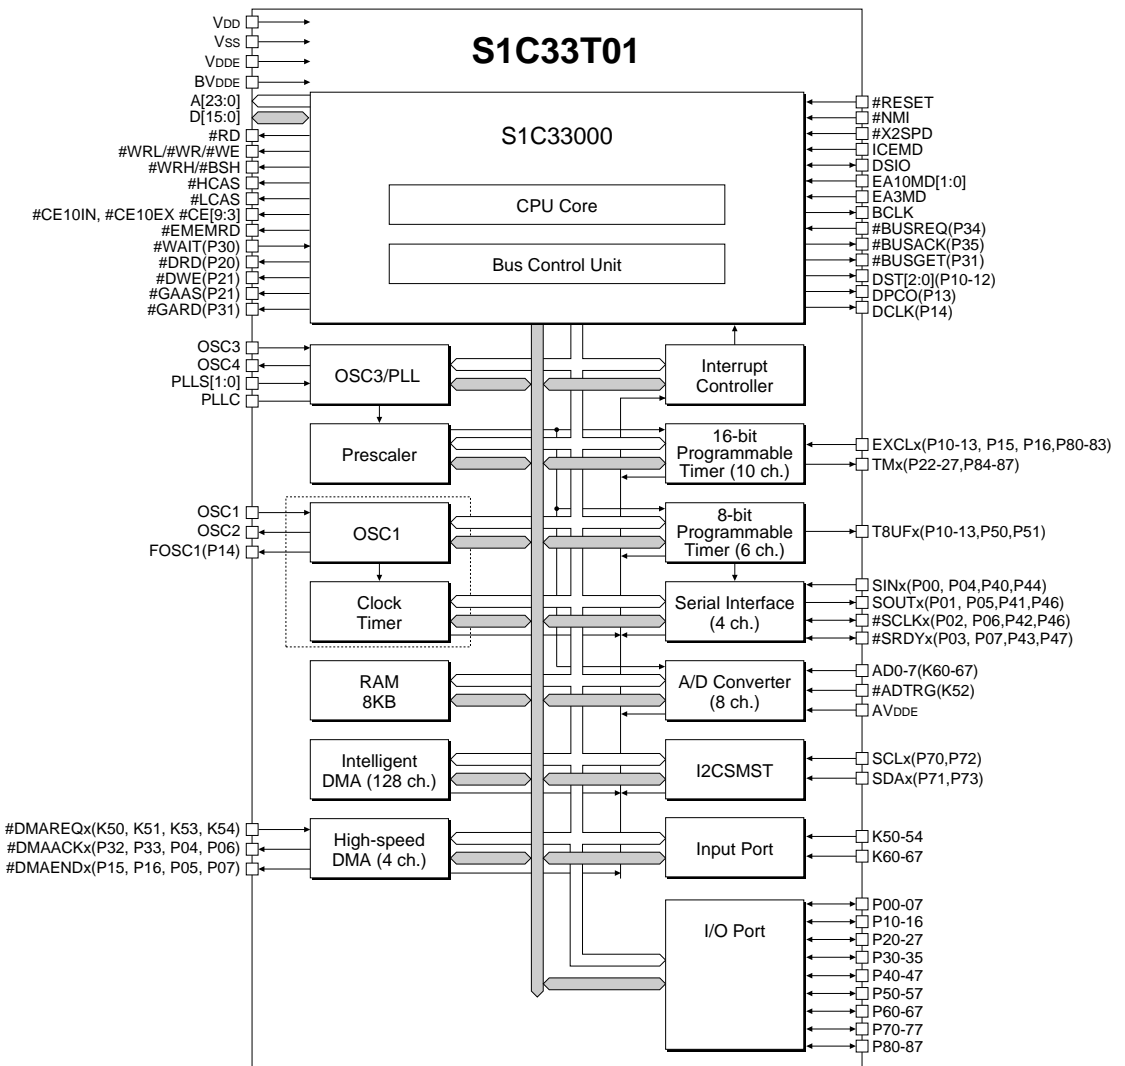 S1C33T01
VDD
VSS
VDDE
BVDDE
A[23:0]
D[15:0]
#RD
#WRL/#WR/#WE
#WRH/#BSH
#HCAS
#LCAS
#CE10IN, #CE10EX #CE[9:3]
#EMEMRD
#WAIT(P30)
#DRD(P20)
#DWE(P21)
#GAAS(P21)
#GARD(P31)
S1C33000
CPU Core
Bus Control Unit
#RESET
#NMI
#X2SPD
ICEMD
DSIO
EA10MD[1:0]
EA3MD
BCLK
#BUSREQ(P34)
#BUSACK(P35)
#BUSGET(P31)
DST[2:0](P10-12)
DPCO(P13)
DCLK(P14)
OSC3
OSC4
PLLS[1:0]
PLLC
OSC3/PLL
Interrupt
Controller
Prescaler
16-bit
Programmable
Timer (10 ch.)
EXCLx(P10-13, P15, P16,P80-83)
TMx(P22-27,P84-87)
OSC1
OSC2
FOSC1(P14)
OSC1
8-bit
Programmable
Timer (6 ch.)
T8UFx(P10-13,P50,P51)
Clock
Timer
Serial Interface
(4 ch.)
SINx(P00, P04,P40,P44)
SOUTx(P01, P05,P41,P46)
#SCLKx(P02, P06,P42,P46)
#SRDYx(P03, P07,P43,P47)
RAM
8KB
A/D Converter
(8 ch.)
AD0-7(K60-67)
#ADTRG(K52)
AVDDE
Intelligent
DMA (128 ch.)
I2CSMST
SCLx(P70,P72)
SDAx(P71,P73)
#DMAREQx(K50, K51, K53, K54)
#DMAACKx(P32, P33, P04, P06)
#DMAENDx(P15, P16, P05, P07)
High-speed
DMA (4 ch.)
Input Port
K50-54
K60-67
I/O Port
P00-07
P10-16
P20-27
P30-35
P40-47
P50-57
P60-67
P70-77
P80-87